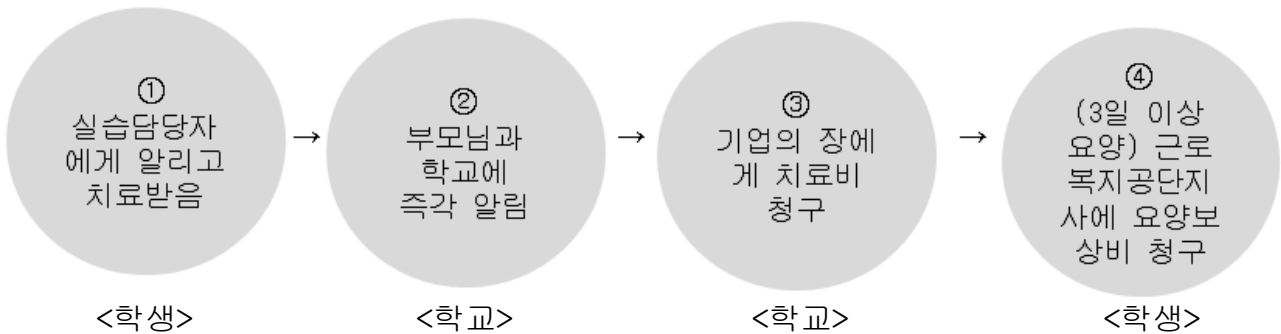 ①
실습담당자
에게 알리고
치료받음
→
②
부모님과
학교에
즉각 알림
→
③
기업의 장에
게 치료비
청구
→
④
(3일 이상
요양) 근로
복지공단지
사에 요양보
상비 청구
<학생>
<학교>
<학교>
<학생>